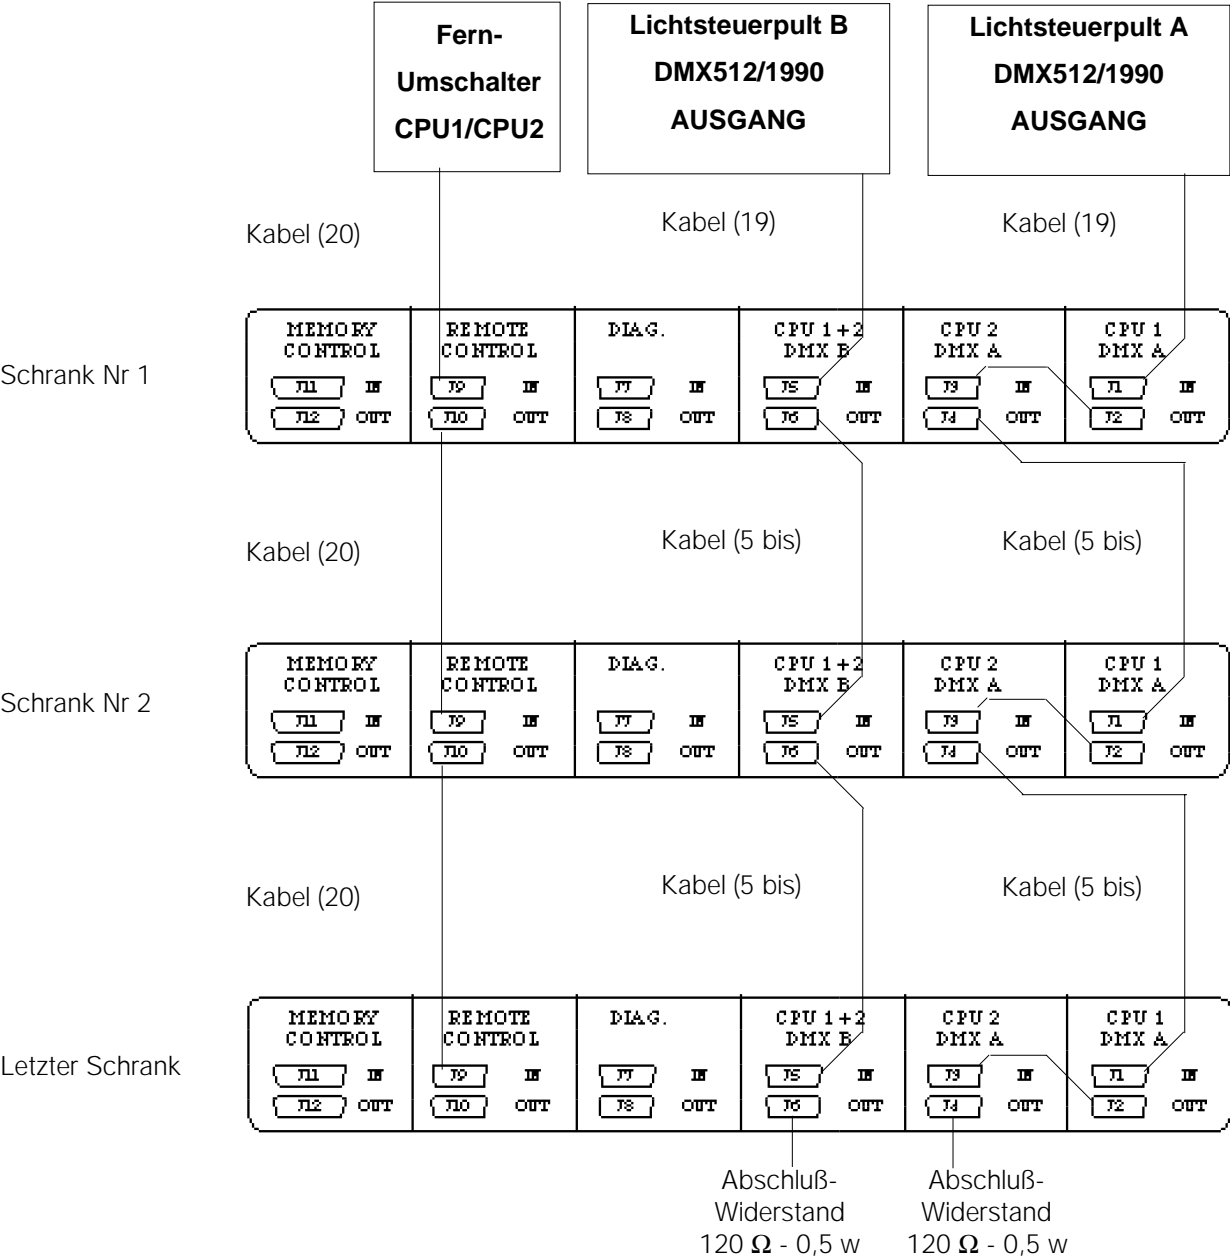 Fern-
Umschalter
CPU1/CPU2
Lichtsteuerpult B
DMX512/1990
AUSGANG
Lichtsteuerpult A
DMX512/1990
AUSGANG
Kabel (20)
Kabel (19)
Kabel (19)
Schrank Nr 1
MEMORY
CONTROL
J11 IN
J12 OUT
REMOTE
CONTROL
J9 IN
J10 OUT
DIAG.
J7 IN
J8 OUT
CPU 1+2
DMX B
J5 IN
J6 OUT
CPU 2
DMX A
J3 IN
J4 OUT
CPU 1
DMX A
J1 IN
J2 OUT
Kabel (20)
Kabel (5 bis)
Kabel (5 bis)
Schrank Nr 2
MEMORY
CONTROL
J11 IN
J12 OUT
REMOTE
CONTROL
J9 IN
J10 OUT
DIAG.
J7 IN
J8 OUT
CPU 1+2
DMX B
J5 IN
J6 OUT
CPU 2
DMX A
J3 IN
J4 OUT
CPU 1
DMX A
J1 IN
J2 OUT
Kabel (20)
Kabel (5 bis)
Kabel (5 bis)
Letzter Schrank
MEMORY
CONTROL
J11 IN
J12 OUT
REMOTE
CONTROL
J9 IN
J10 OUT
DIAG.
J7 IN
J8 OUT
CPU 1+2
DMX B
J5 IN
J6 OUT
CPU 2
DMX A
J3 IN
J4 OUT
CPU 1
DMX A
J1 IN
J2 OUT
Abschluß-
Widerstand
120 Ω - 0,5 w
Abschluß-
Widerstand
120 Ω - 0,5 w